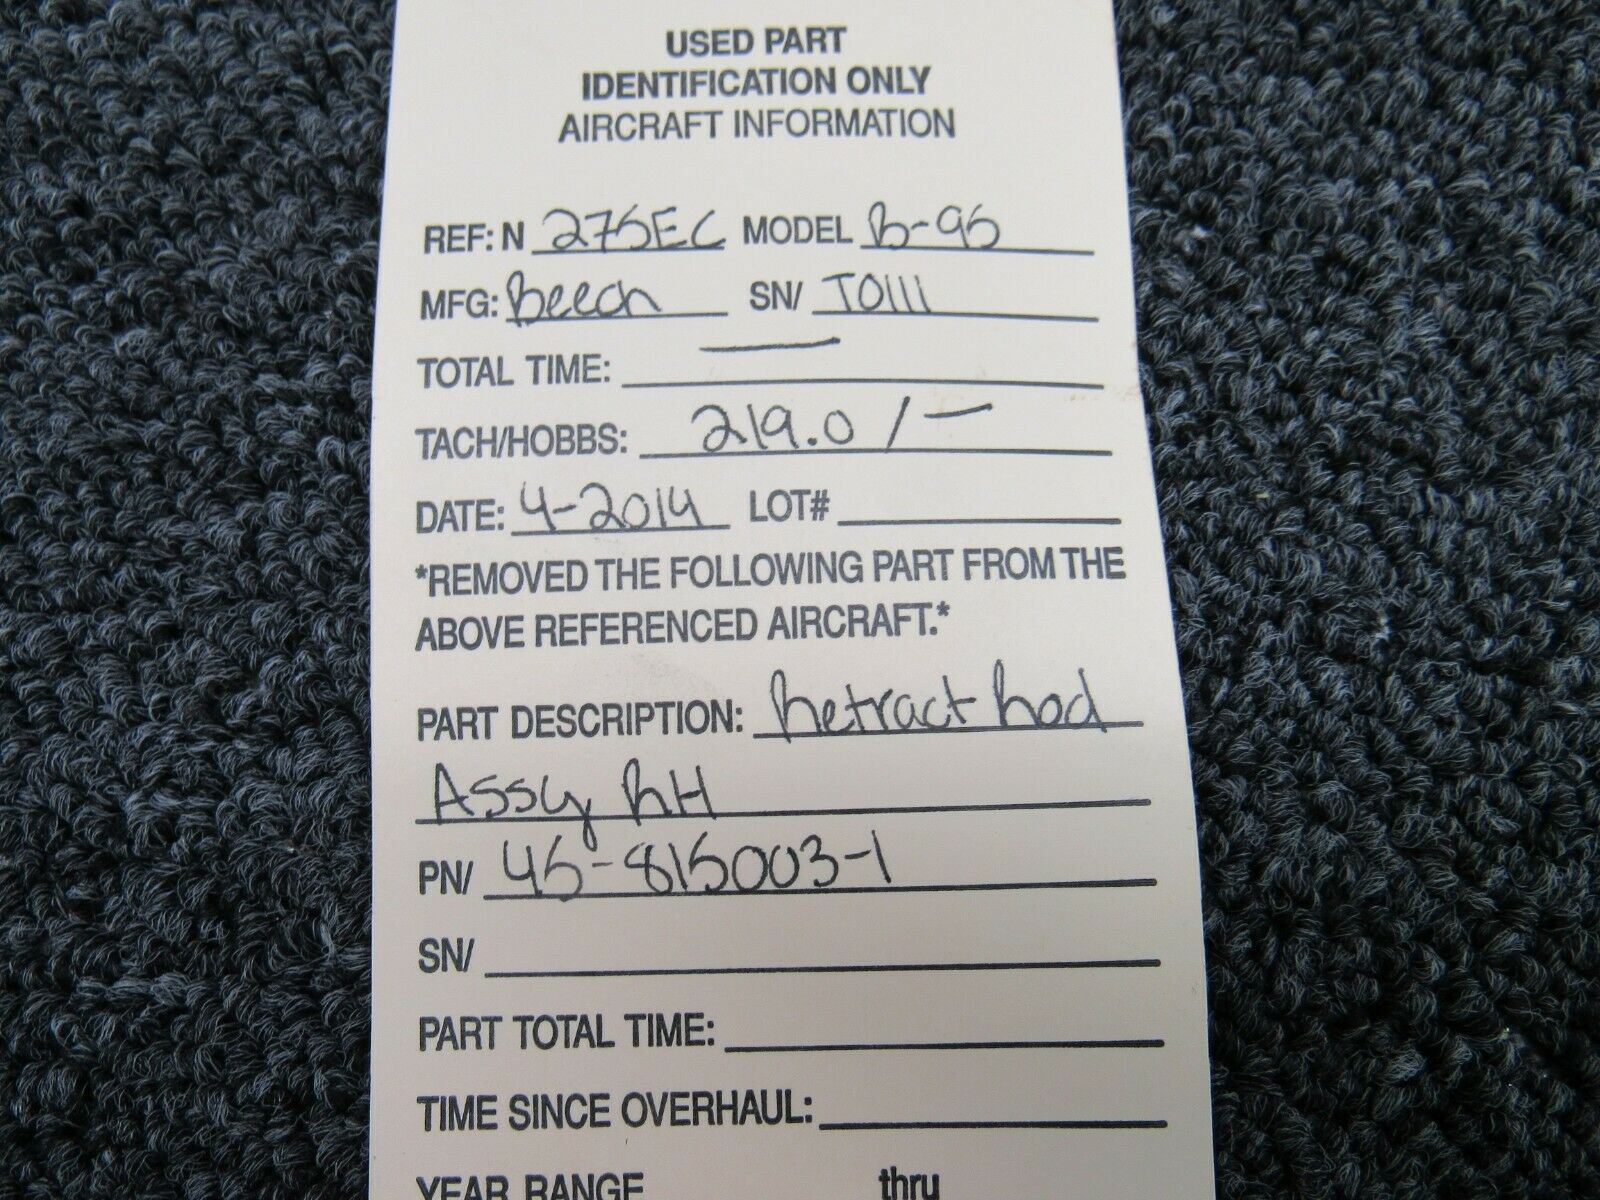 USED PART
IDENTIFICATION ONLY
AIRCRAFT INFORMATION
REF: N 275EC MODEL B-95
MFG: Beech SN/ TO111
TOTAL TIME: —
TACH/HOBBS: 219.0 / —
DATE: 4-2014 LOT#
*REMOVED THE FOLLOWING PART FROM THE
ABOVE REFERENCED AIRCRAFT.*
PART DESCRIPTION: Retract Rod
Assy RH
PN/ 45-815003-1
SN/
PART TOTAL TIME:
TIME SINCE OVERHAUL:
YEAR RANGE thru